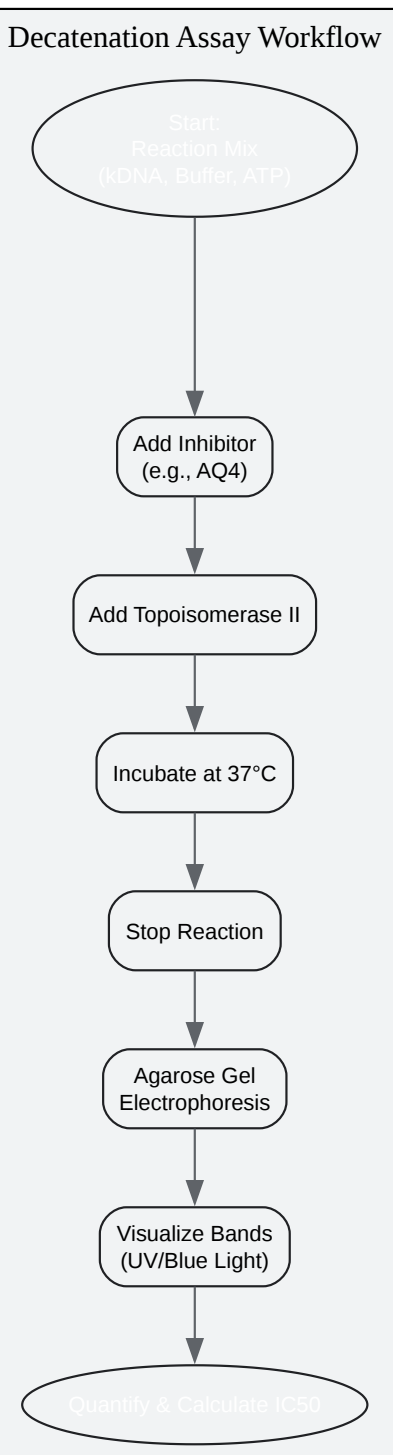 Decatenation Assay Workflow
Start:
Reaction Mix
(kDNA, Buffer, ATP)
Add Inhibitor
(e.g., AQ4)
Add Topoisomerase II
Incubate at 37°C
Stop Reaction
Agarose Gel
Electrophoresis
Visualize Bands
(UV/Blue Light)
Quantify & Calculate IC50